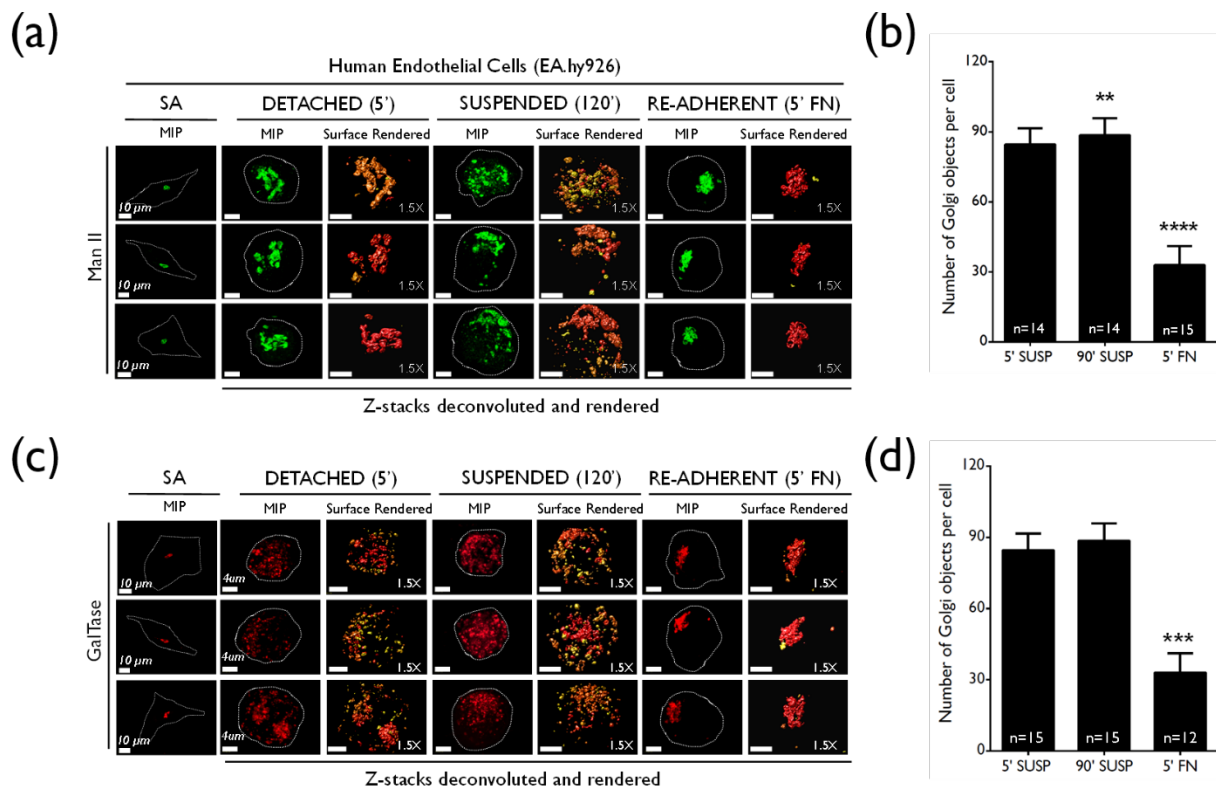 (a)
Human Endothelial Cells (EA.hy926)
SA DETACHED (5') SUSPENDED (120') RE-ADHERENT (5' FN)
MIP MIP Surface Rendered MIP Surface Rendered MIP Surface Rendered
Man II
10 μm 1.5X 1.5X 1.5X
10 μm 1.5X 1.5X 1.5X
10 μm 1.5X 1.5X 1.5X
Z-stacks deconvoluted and rendered
(b)
Number of Golgi objects per cell
120
90
60
30
0
** ****
n=14 n=14 n=15
5' SUSP 90' SUSP 5' FN
(c)
SA DETACHED (5') SUSPENDED (120') RE-ADHERENT (5' FN)
MIP MIP Surface Rendered MIP Surface Rendered MIP Surface Rendered
GalTase
10 μm 4um 1.5X 1.5X 1.5X
10 μm 4um 1.5X 1.5X 1.5X
10 μm 4um 1.5X 1.5X 1.5X
Z-stacks deconvoluted and rendered
(d)
Number of Golgi objects per cell
120
90
60
30
0
***
n=15 n=15 n=12
5' SUSP 90' SUSP 5' FN